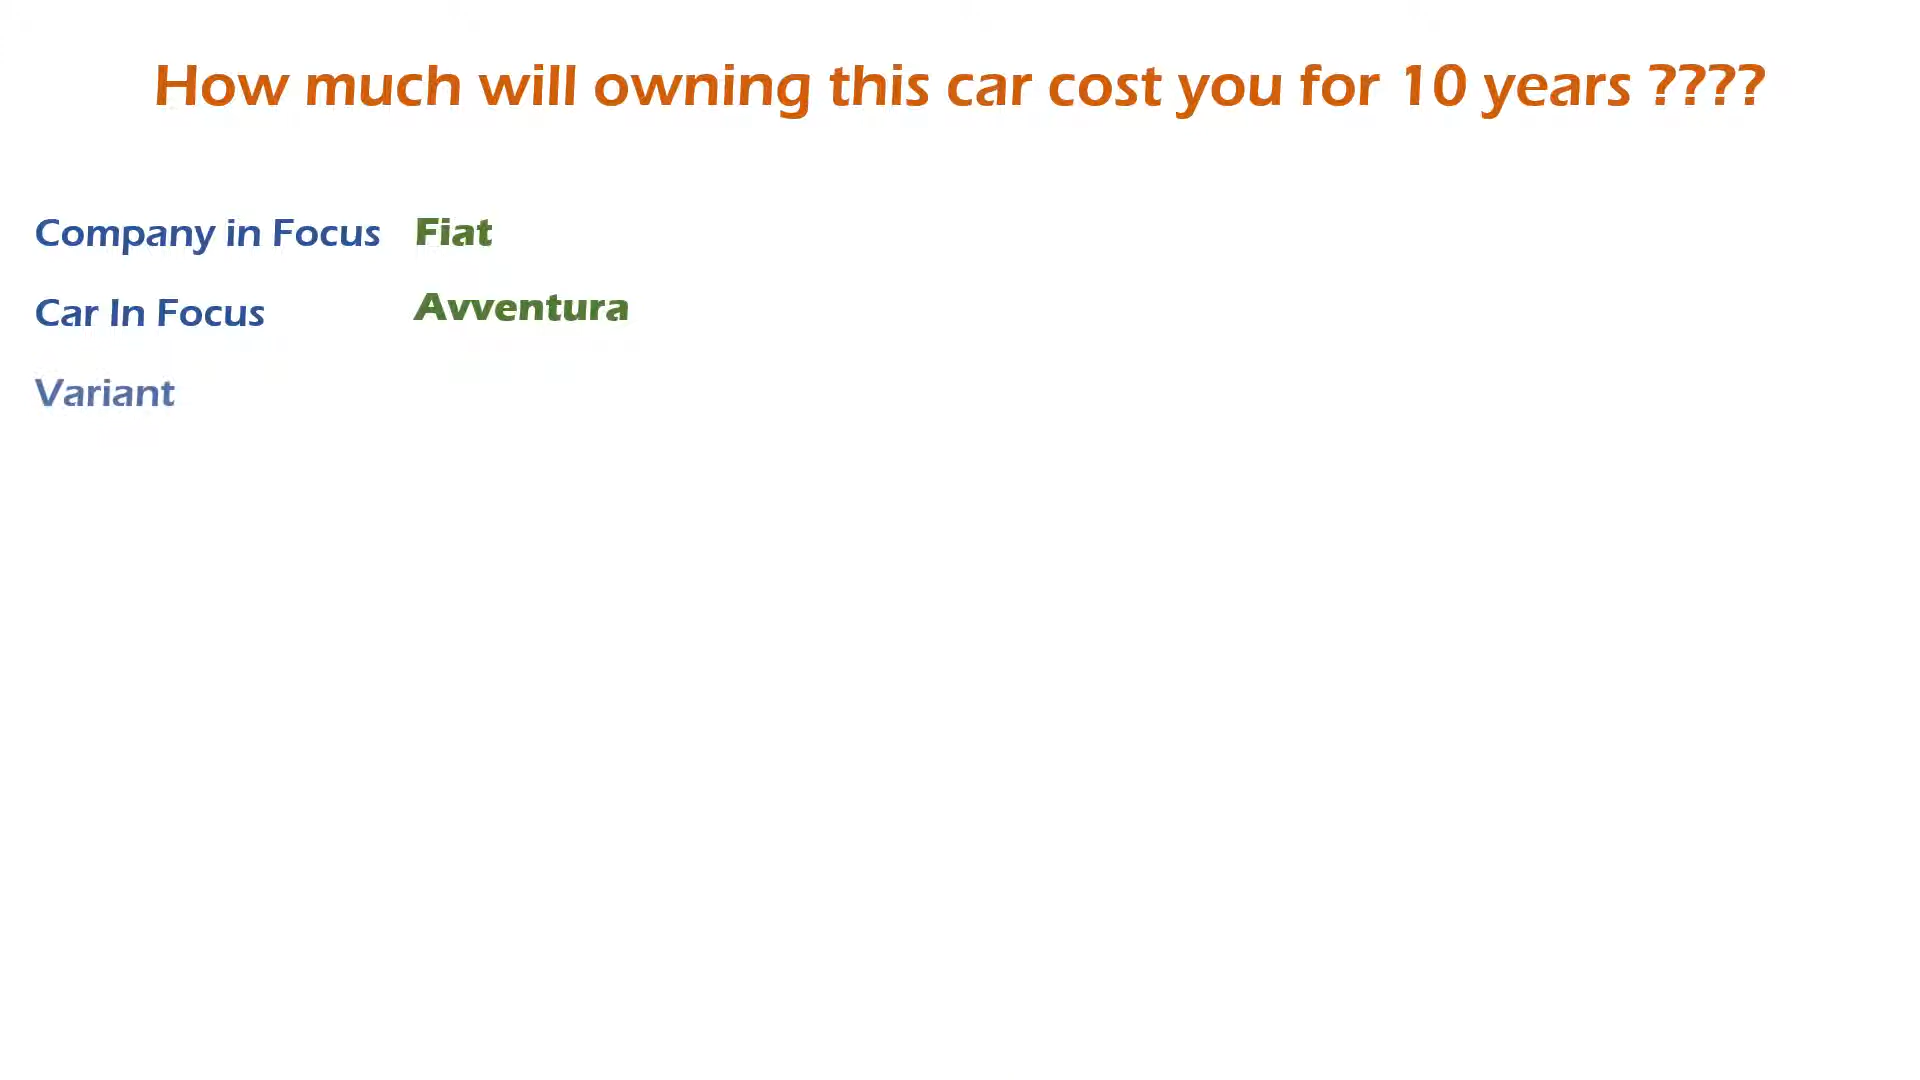 How much will owning this car cost you for 10 years ????
Company in Focus Fiat
Car In Focus Avventura
Variant